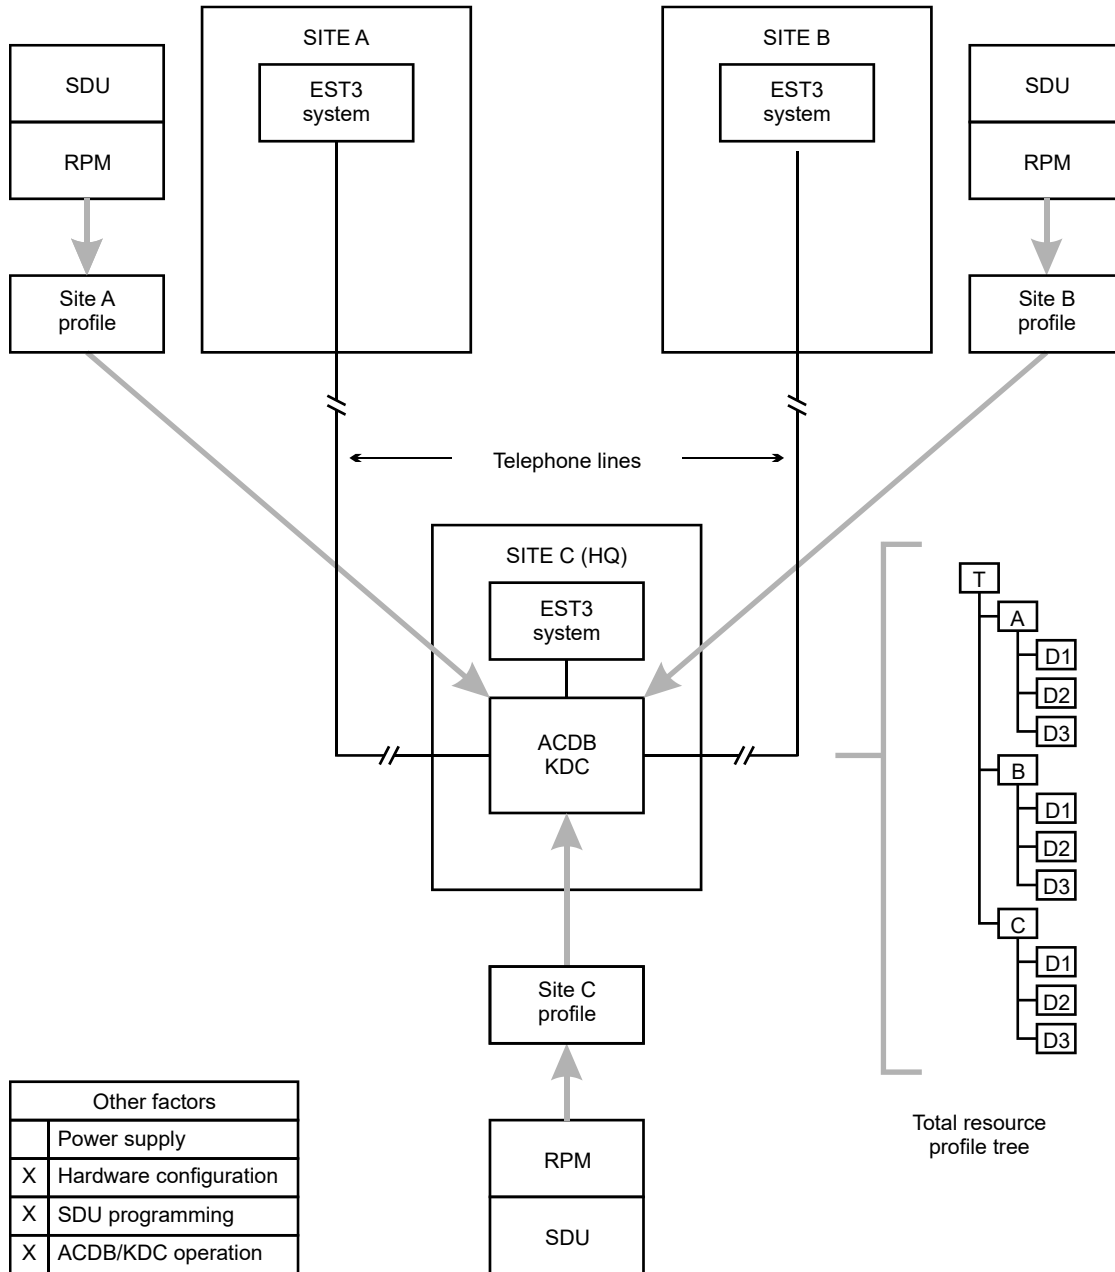 SITE A
SITE B
SDU
EST3
system
EST3
system
SDU
RPM
RPM
Site A
profile
Site B
profile
Telephone lines
SITE C (HQ)
EST3
system
ACDB
KDC
T
A
D1
D2
D3
B
D1
D2
D3
C
D1
D2
D3
Site C
profile
RPM
SDU
Total resource
profile tree
Other factors
Power supply
X Hardware configuration
X SDU programming
X ACDB/KDC operation